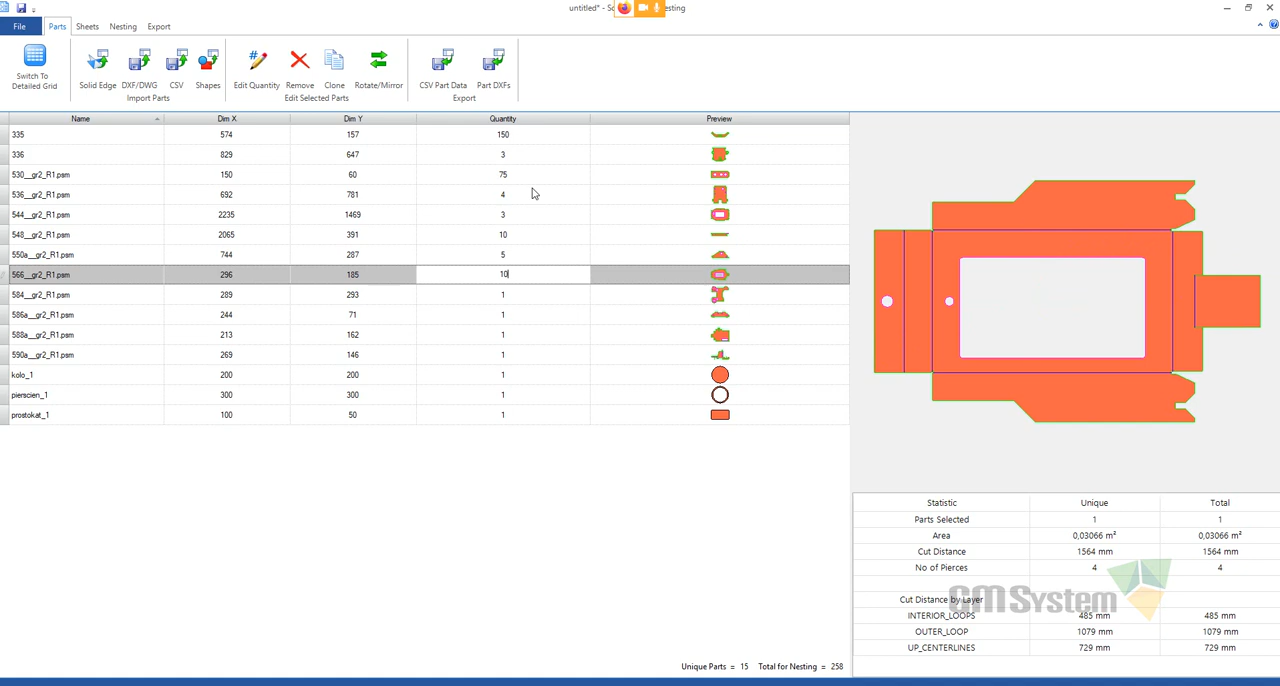 untitled* - So esting
File Parts Sheets Nesting Export
Switch To Detailed Grid
Solid Edge DXF/DWG CSV Shapes
Import Parts
Edit Quantity Remove Clone Rotate/Mirror
Edit Selected Parts
CSV Part Data Part DXFs
Export
Name Dim X Dim Y Quantity Preview
335 574 157 150
336 829 647 3
530__gr2_R1.psm 150 60 75
536__gr2_R1.psm 692 781 4
544__gr2_R1.psm 2235 1469 3
548__gr2_R1.psm 2065 391 10
550a__gr2_R1.psm 744 287 5
566__gr2_R1.psm 296 185 10
584__gr2_R1.psm 289 293 1
586a__gr2_R1.psm 244 71 1
588a__gr2_R1.psm 213 162 1
590a__gr2_R1.psm 269 146 1
kolo_1 200 200 1
pierscien_1 300 300 1
prostokat_1 100 50 1
Statistic Unique Total
Parts Selected 1 1
Area 0,03066 m² 0,03066 m²
Cut Distance 1564 mm 1564 mm
No of Pierces 4 4
Cut Distance by Layer
GMSystem
INTERIOR_LOOPS 485 mm 485 mm
OUTER_LOOP 1079 mm 1079 mm
UP_CENTERLINES 729 mm 729 mm
Unique Parts = 15 Total for Nesting = 258